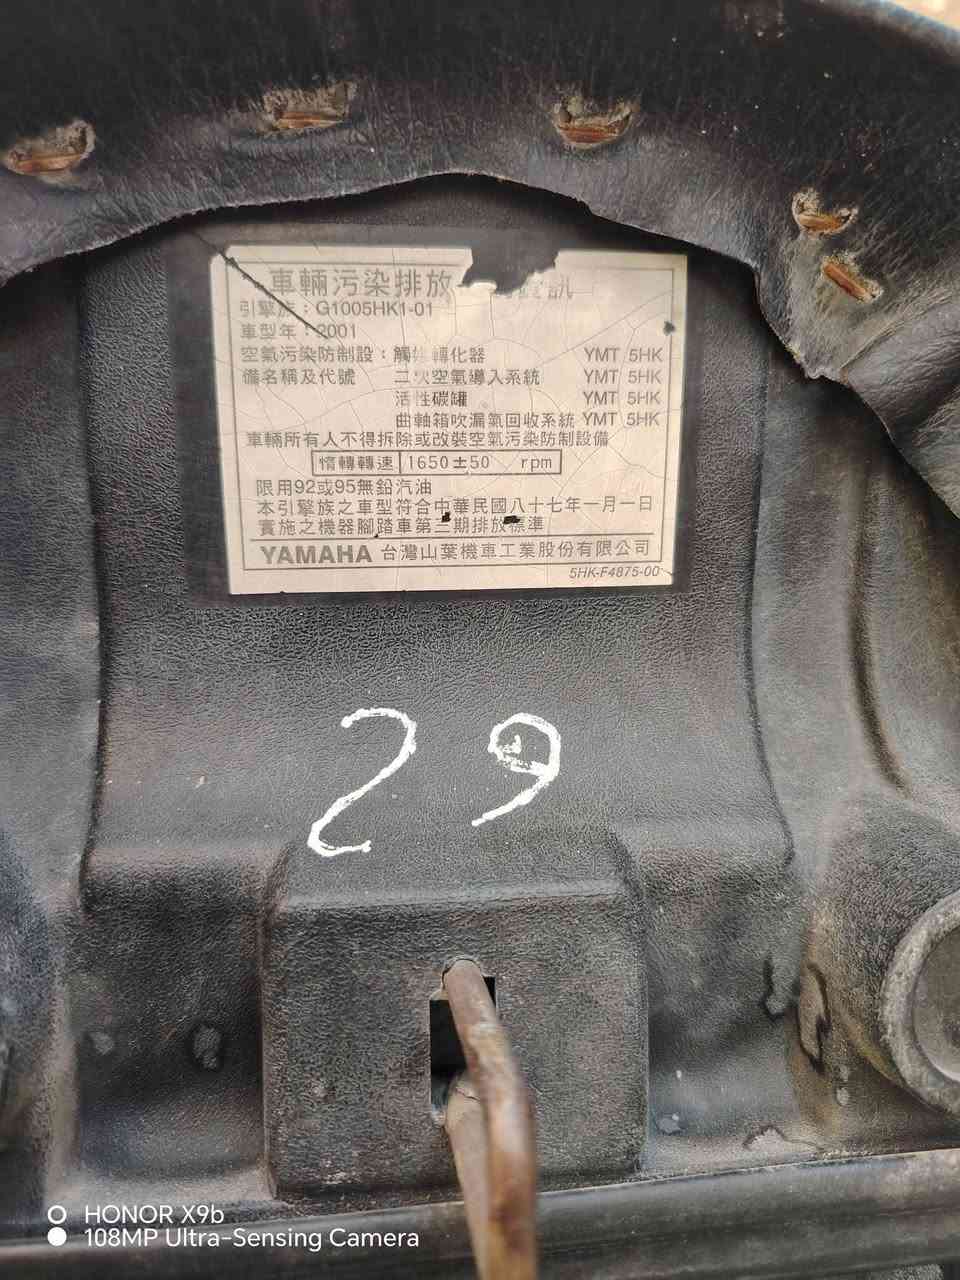 車輛污染排放 資訊
引擎族：G1005HK1-01
車型年：2001
空氣污染防制設：觸媒轉化器 YMT 5HK
備名稱及代號 二次空氣導入系統 YMT 5HK
活性碳罐 YMT 5HK
曲軸箱吹漏氣回收系統 YMT 5HK
車輛所有人不得拆除或改裝空氣污染防制設備
惰轉轉速 1650±50 rpm
限用92或95無鉛汽油
本引擎族之車型符合中華民國八十七年一月一日
實施之機器腳踏車第三期排放標準
YAMAHA 台灣山葉機車工業股份有限公司
5HK-F4875-00
29
HONOR X9b
108MP Ultra-Sensing Camera